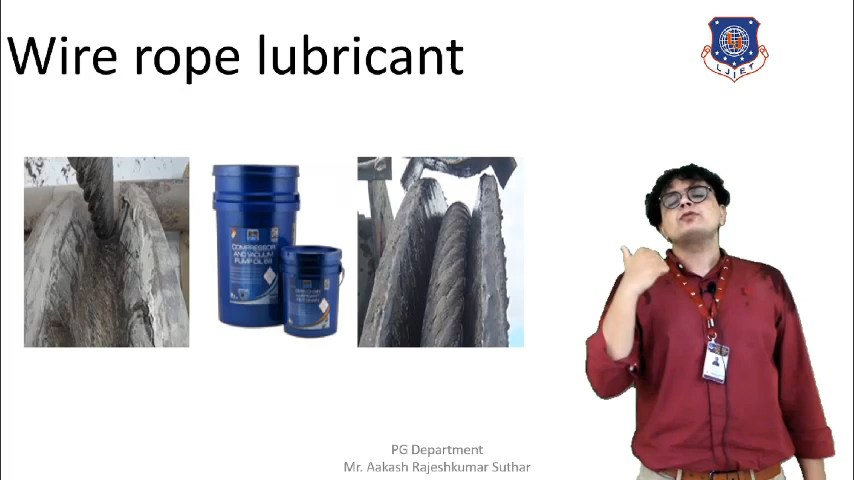 Wire rope lubricant
LJIET
COMPRESSOR
AND VACUUM
PUMP OIL
PG Department
Mr. Aakash Rajeshkumar Suthar